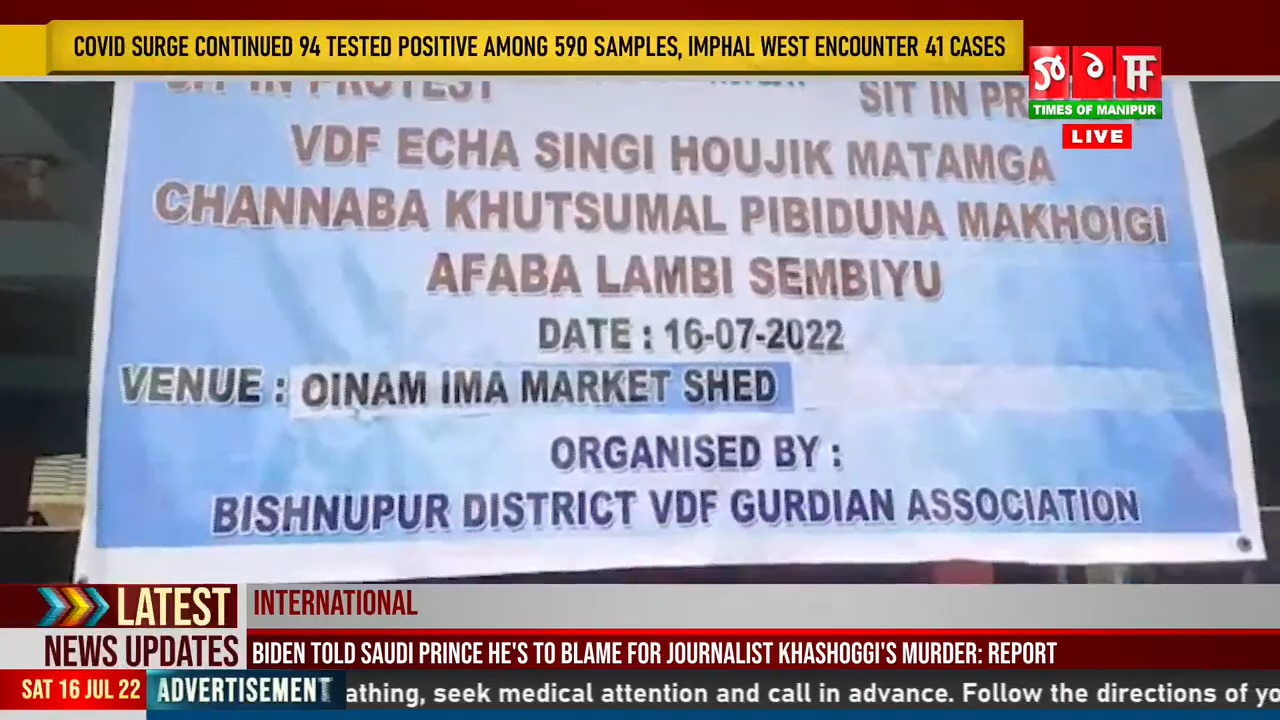 COVID SURGE CONTINUED 94 TESTED POSITIVE AMONG 590 SAMPLES, IMPHAL WEST ENCOUNTER 41 CASES
TIMES OF MANIPUR
LIVE
SIT IN PROTEST
SIT IN
VDF ECHA SINGI HOUJIK MATAMGA
CHANNABA KHUTSUMAL PIBIDUNA MAKHOIGI
AFABA LAMBI SEMBIYU
DATE : 16-07-2022
VENUE : OINAM IMA MARKET SHED
ORGANISED BY :
BISHNUPUR DISTRICT VDF GURDIAN ASSOCIATION
LATEST
NEWS UPDATES
INTERNATIONAL
BIDEN TOLD SAUDI PRINCE HE'S TO BLAME FOR JOURNALIST KHASHOGGI'S MURDER: REPORT
SAT 16 JUL 22
ADVERTISEMENT
athing, seek medical attention and call in advance. Follow the directions of yo